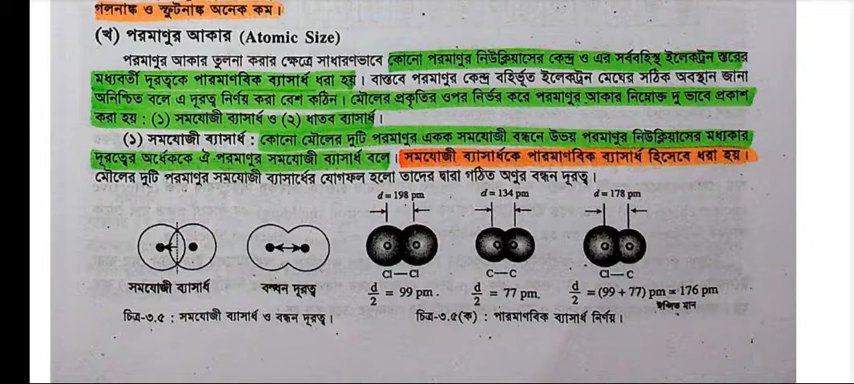 গলনাঙ্ক ও স্ফুটনাঙ্ক অনেক কম।
(খ) পরমাণুর আকার (Atomic Size)
পরমাণুর আকার তুলনা করার ক্ষেত্রে সাধারণভাবে কোনো পরমাণুর নিউক্লিয়াসের কেন্দ্র ও এর সর্ববহিস্থ ইলেকট্রন স্তরের
মধ্যবর্তী দূরত্বকে পারমাণবিক ব্যাসার্ধ ধরা হয়। বাস্তবে পরমাণুর কেন্দ্র বহির্ভূত ইলেকট্রন মেঘের সঠিক অবস্থান জানা
অনিশ্চিত বলে এ দূরত্ব নির্ণয় করা বেশ কঠিন। মৌলের প্রকৃতির ওপর নির্ভর করে পরমাণুর আকার নিম্নোক্ত দু ভাবে প্রকাশ
করা হয় : (১) সমযোজী ব্যাসার্ধ ও (২) ধাতব ব্যাসার্ধ।
(১) সমযোজী ব্যাসার্ধ : কোনো মৌলের দুটি পরমাণুর একক সমযোজী বন্ধনে উভয় পরমাণুর নিউক্লিয়াসের মধ্যকার
দূরত্বের অর্ধেককে ঐ পরমাণুর সমযোজী ব্যাসার্ধ বলে। সমযোজী ব্যাসার্ধকে পারমাণবিক ব্যাসার্ধ হিসেবে ধরা হয়।
মৌলের দুটি পরমাণুর সমযোজী ব্যাসার্ধের যোগফল হলো তাদের দ্বারা গঠিত অণুর বন্ধন দূরত্ব।
d = 198 pm d = 134 pm d = 178 pm
Cl—Cl C—C Cl—C
সমযোজী ব্যাসার্ধ বন্ধন দূরত্ব d/2 = 99 pm. d/2 = 77 pm. d/2 = (99 + 77) pm = 176 pm
চিত্র-৩.৫ : সমযোজী ব্যাসার্ধ ও বন্ধন দূরত্ব। চিত্র-৩.৫(ক) : পারমাণবিক ব্যাসার্ধ নির্ণয়।